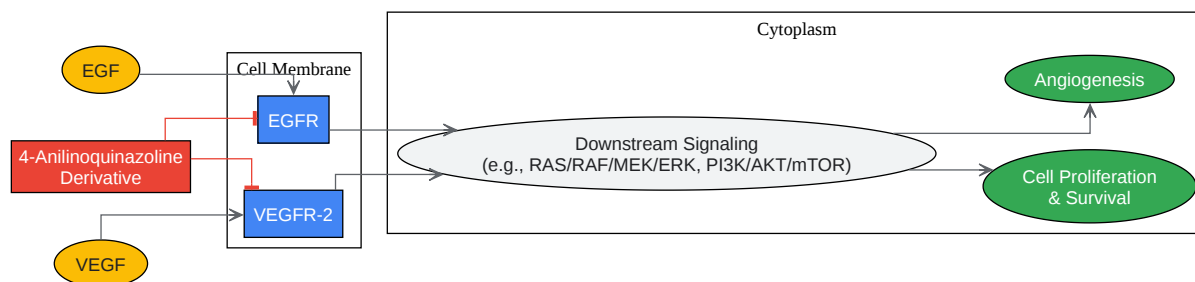 Cytoplasm
EGF
Cell Membrane
Angiogenesis
EGFR
Downstream Signaling
(e.g., RAS/RAF/MEK/ERK, PI3K/AKT/mTOR)
4-Anilinoquinazoline
Derivative
Cell Proliferation
& Survival
VEGFR-2
VEGF